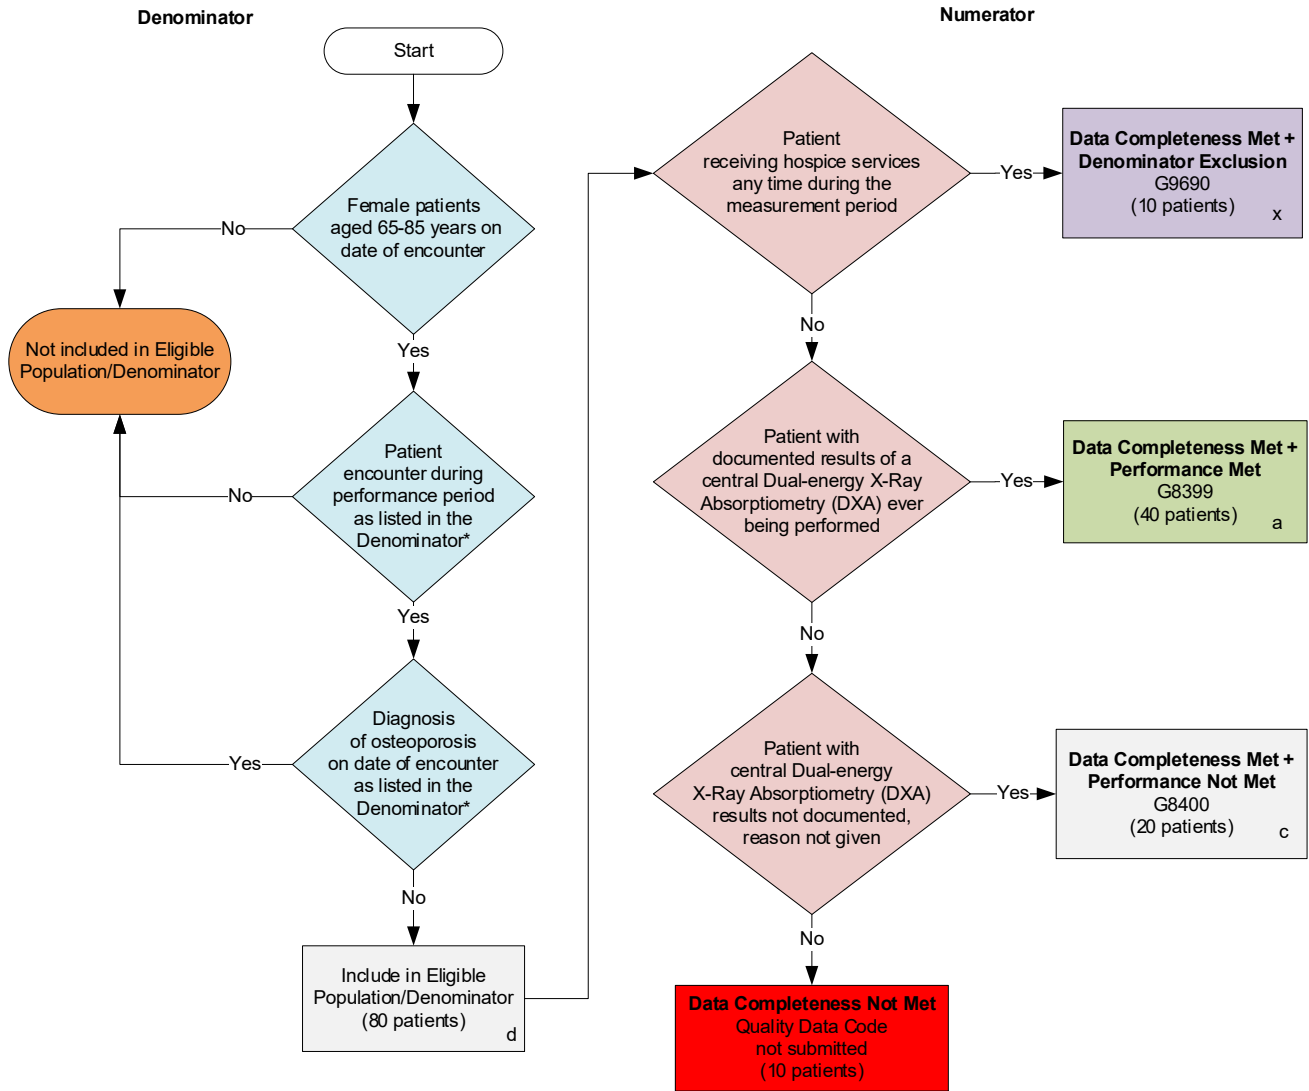 Denominator
Start
Female patients
aged 65-85 years on
date of encounter
No
Yes
Not included in Eligible
Population/Denominator
Patient
encounter during
performance period
as listed in the
Denominator*
No
Yes
Diagnosis
of osteoporosis
on date of encounter
as listed in the
Denominator*
Yes
No
Include in Eligible
Population/Denominator
(80 patients)
d
Numerator
Patient
receiving hospice services
any time during the
measurement period
Yes
Data Completeness Met +
Denominator Exclusion
G9690
(10 patients)
x
No
Patient with
documented results of a
central Dual-energy X-Ray
Absorptiometry (DXA) ever
being performed
Yes
Data Completeness Met +
Performance Met
G8399
(40 patients)
a
No
Patient with
central Dual-energy
X-Ray Absorptiometry (DXA)
results not documented,
reason not given
Yes
Data Completeness Met +
Performance Not Met
G8400
(20 patients)
c
No
Data Completeness Not Met
Quality Data Code
not submitted
(10 patients)